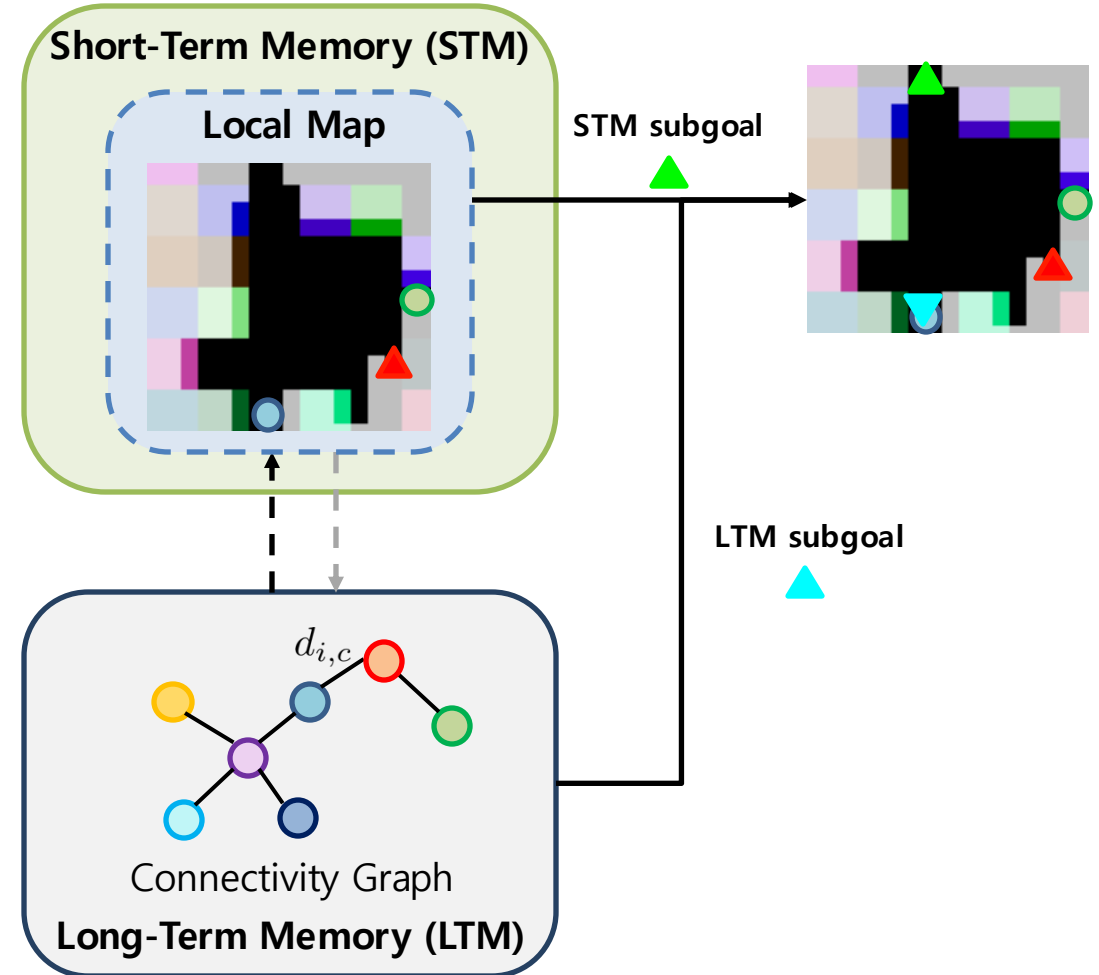 Short-Term Memory (STM)
Local Map
STM subgoal
LTM subgoal
d_{i,c}
Connectivity Graph
Long-Term Memory (LTM)